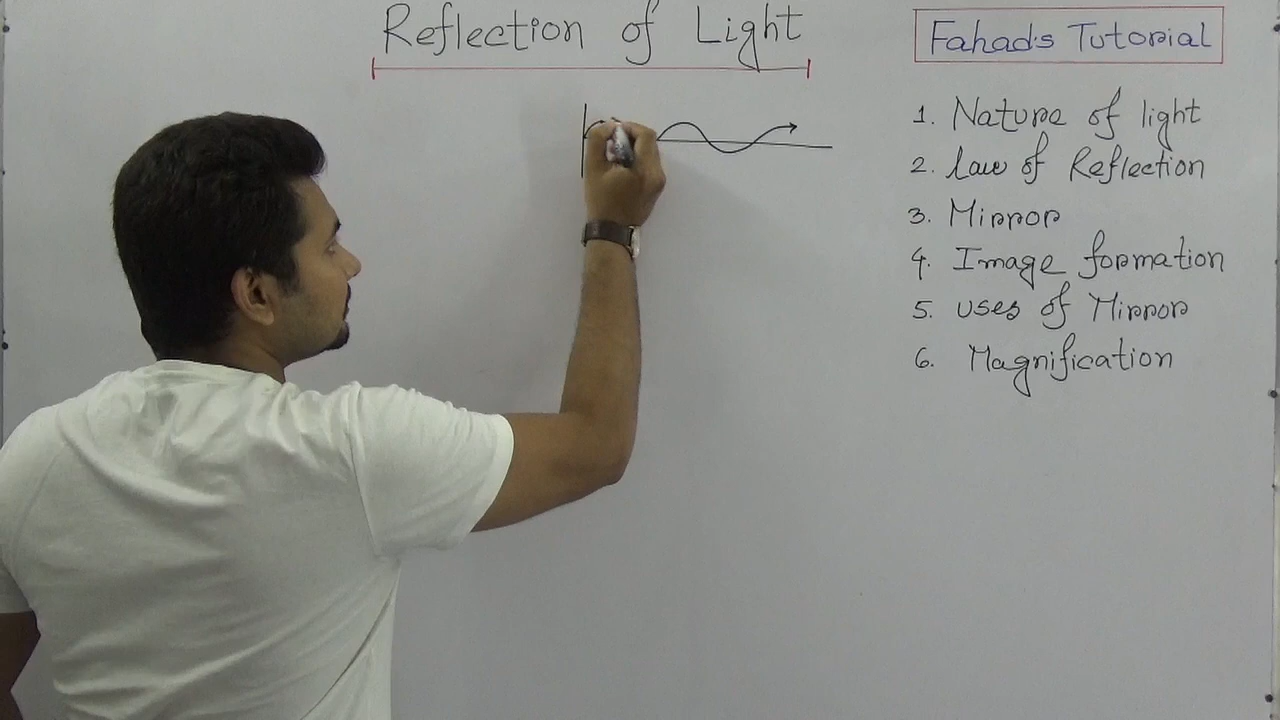 Reflection of Light
Fahad's Tutorial
1. Nature of light
2. Law of Reflection
3. Mirror
4. Image formation
5. uses of Mirror
6. Magnification